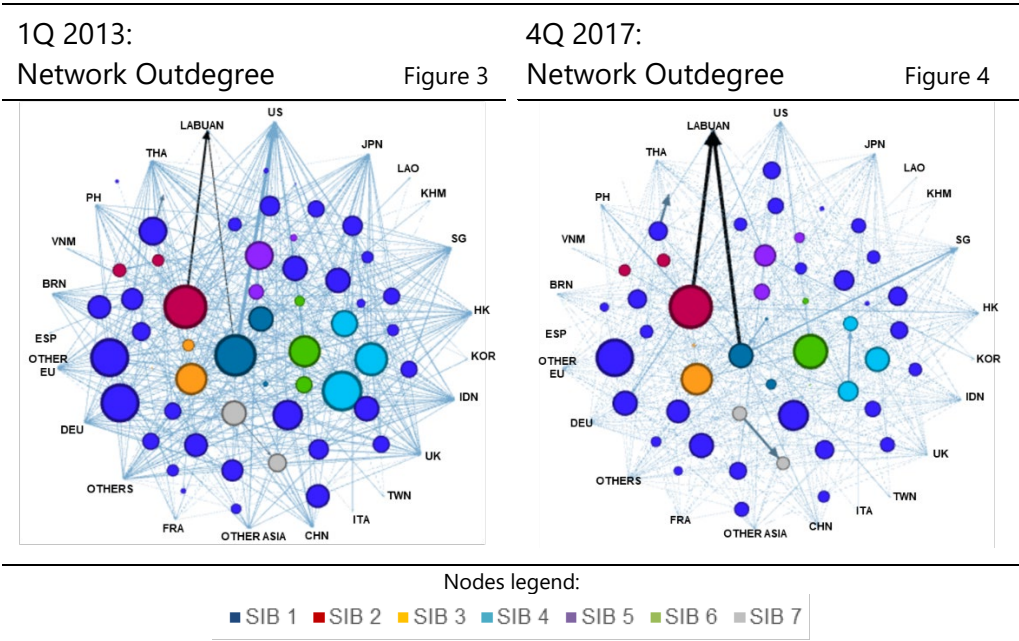 1Q 2013:
Network Outdegree Figure 3
4Q 2017:
Network Outdegree Figure 4
US
LABUAN
JPN
THA
LAO
KHM
PH
SG
VNM
BRN
HK
ESP
OTHER
EU
KOR
IDN
DEU
UK
OTHERS
TWN
ITA
FRA
OTHER ASIA
CHN
US
LABUAN
JPN
THA
LAO
KHM
PH
SG
VNM
BRN
HK
ESP
OTHER
EU
KOR
IDN
DEU
UK
OTHERS
TWN
ITA
FRA
OTHER ASIA
CHN
Nodes legend:
SIB 1 SIB 2 SIB 3 SIB 4 SIB 5 SIB 6 SIB 7